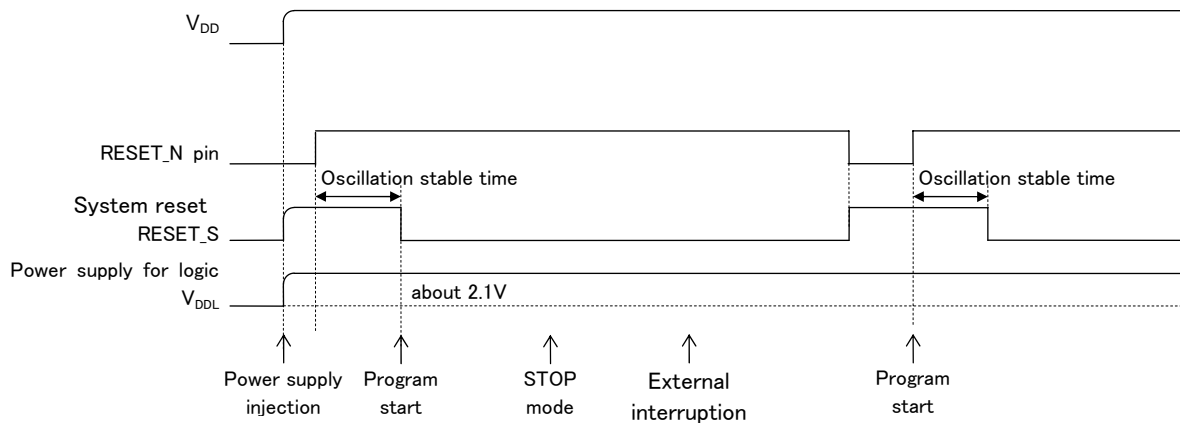 VDD
RESET_N pin
Oscillation stable time
Oscillation stable time
System reset
RESET_S
Power supply for logic
VDDL
about 2.1V
Power supply
injection
Program
start
STOP
mode
External
interruption
Program
start